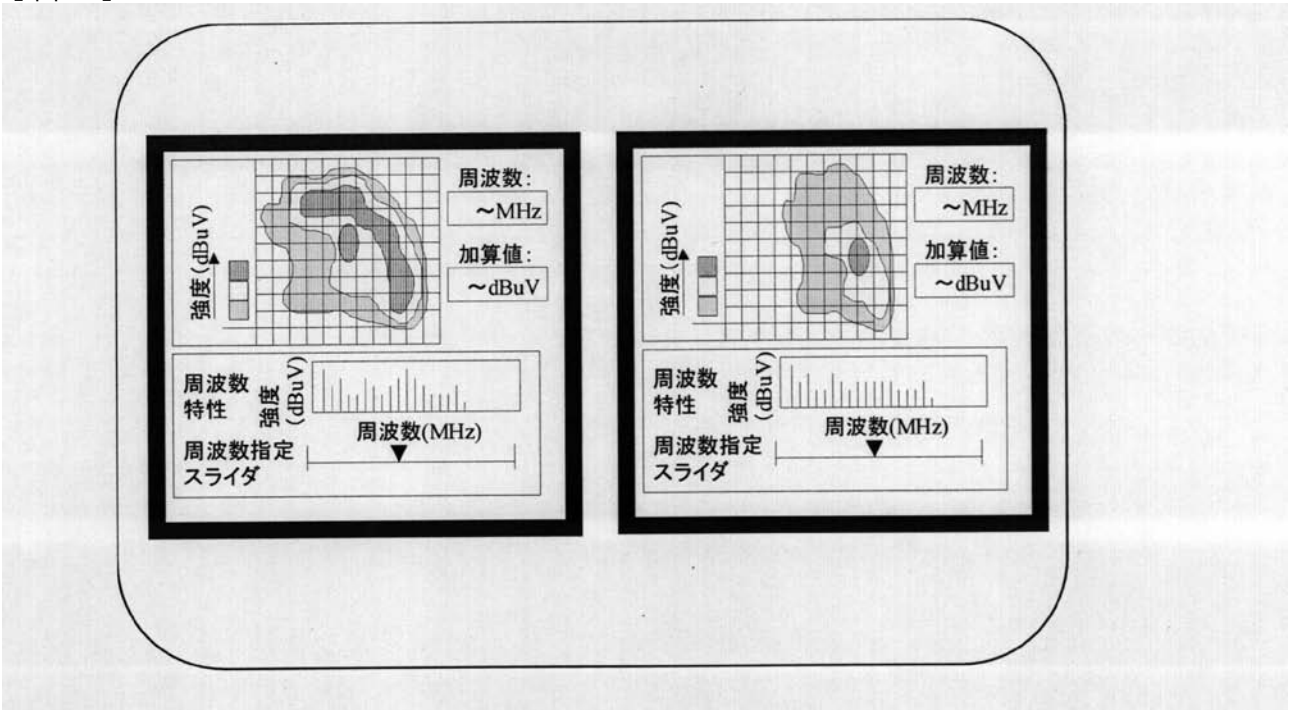 周波数:
～MHz
加算値:
～dBuV
強度(dBuV)
周波数
特性
強度
(dBuV)
周波数(MHz)
周波数指定
スライダ
周波数:
～MHz
加算値:
～dBuV
強度(dBuV)
周波数
特性
強度
(dBuV)
周波数(MHz)
周波数指定
スライダ